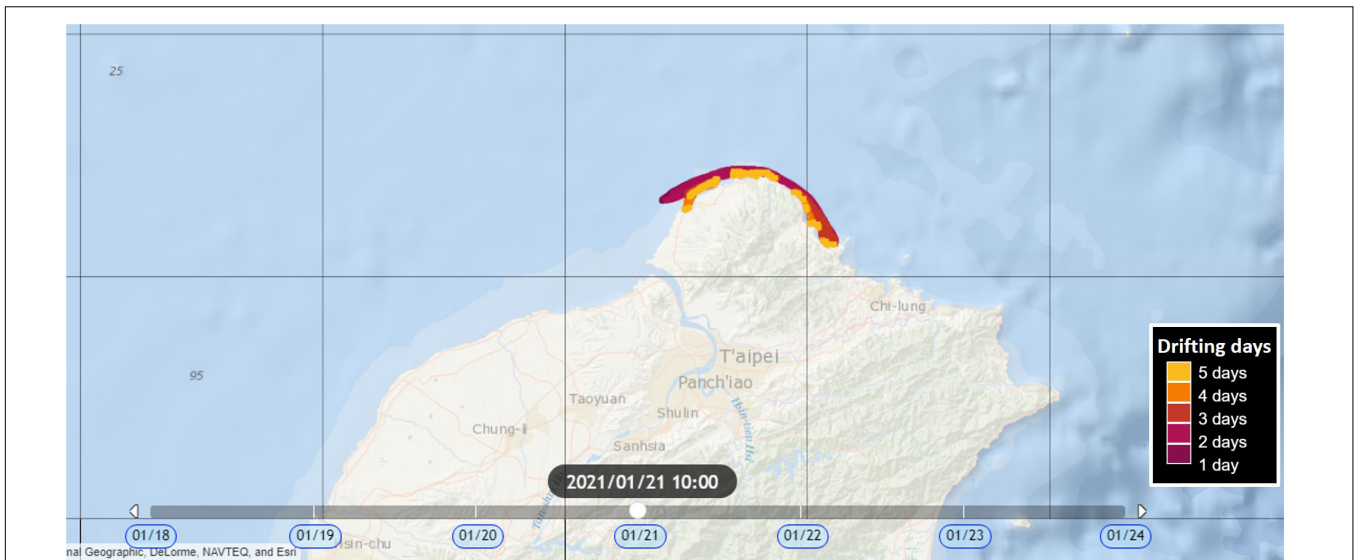 25
Chi-lung
Drifting days
5 days
4 days
3 days
2 days
1 day
T'aipei
95
Panch'iao
Taoyuan
Shulin
Hsin-tien Hsi
Chung-li
Sanhsia
2021/01/21 10:00
01/18
01/19
01/20
01/21
01/22
01/23
01/24
nal Geographic, DeLorme, NAVTEQ, and Esri